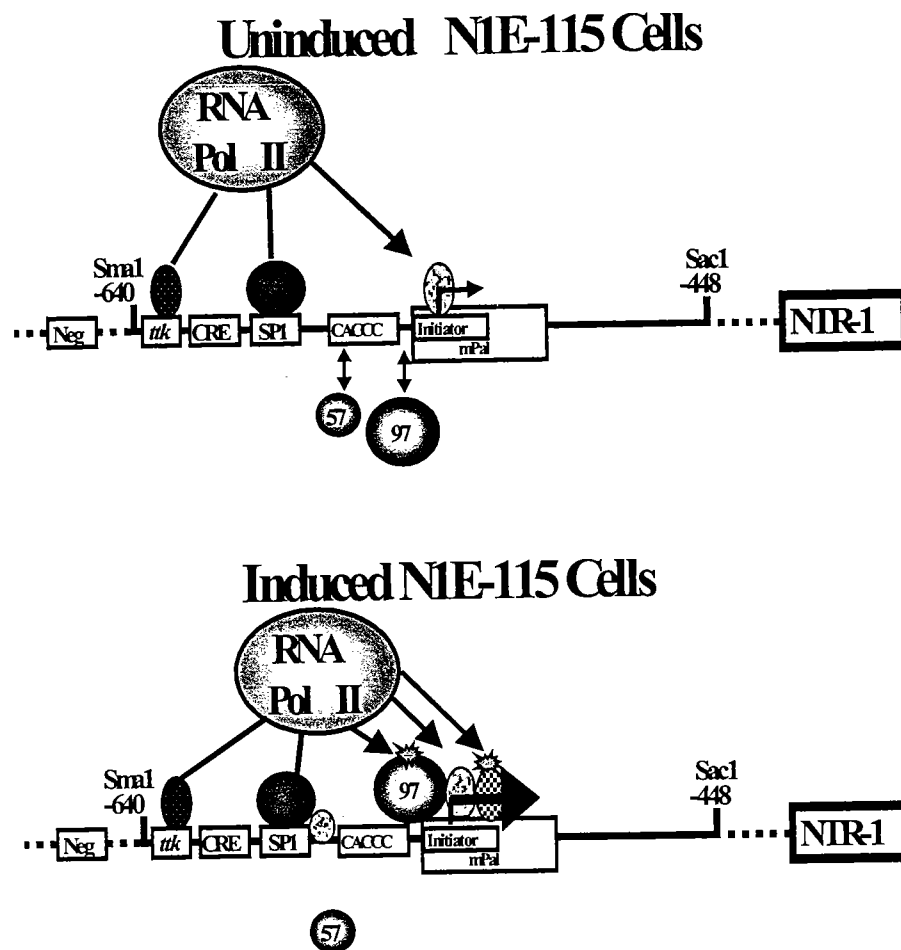 Uninduced N1E-115 Cells
RNA
Pol II
Sma1
-640
Sac1
-448
Neg
ttk
CRE
SP1
CACCC
Initiator
mPal
NTR-1
57
97
Induced N1E-115 Cells
RNA
Pol II
Sma1
-640
97
Sac1
-448
Neg
ttk
CRE
SP1
CACCC
Initiator
mPal
NTR-1
57